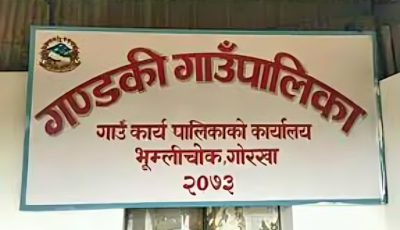 गण्डकी गाउँपालिका
गाउँ कार्य पालिकाको कार्यालय
भूम्लीचोक,गोरखा
२०७३